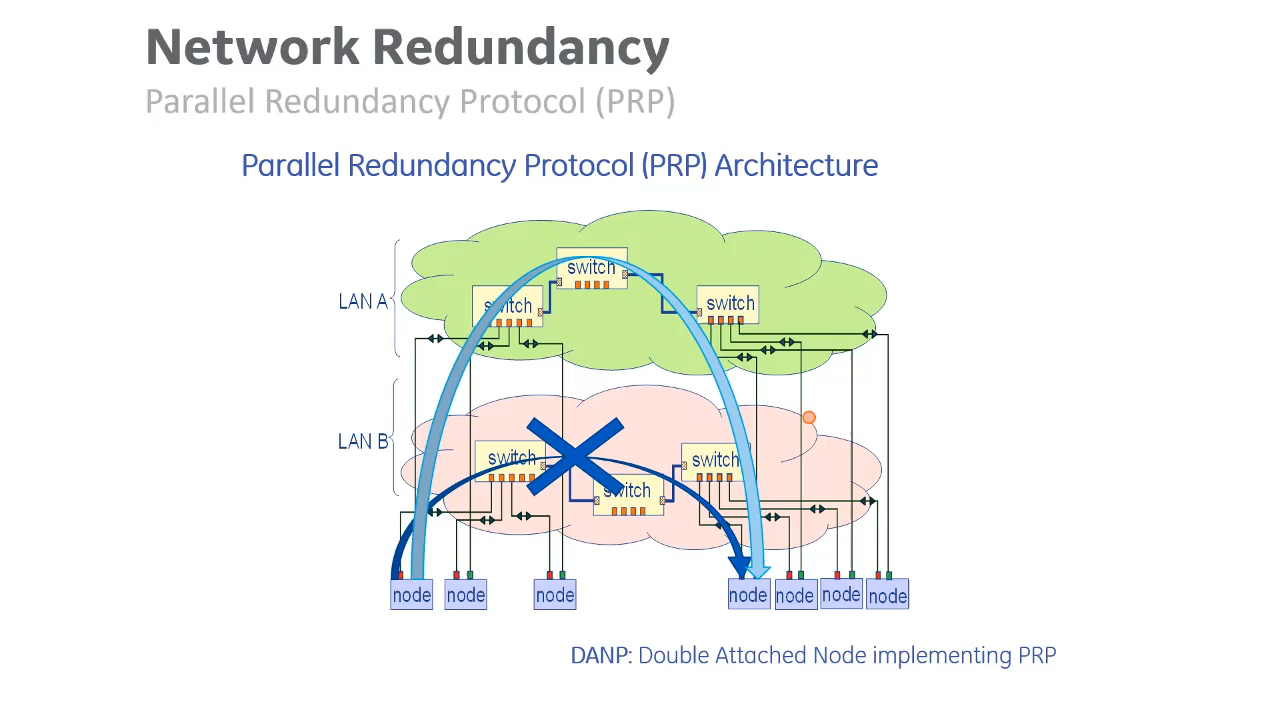 Network Redundancy
Parallel Redundancy Protocol (PRP)
Parallel Redundancy Protocol (PRP) Architecture
LAN A
switch
switch
switch
LAN B
switch
switch
switch
node
node
node
node
node
node
node
DANP: Double Attached Node implementing PRP